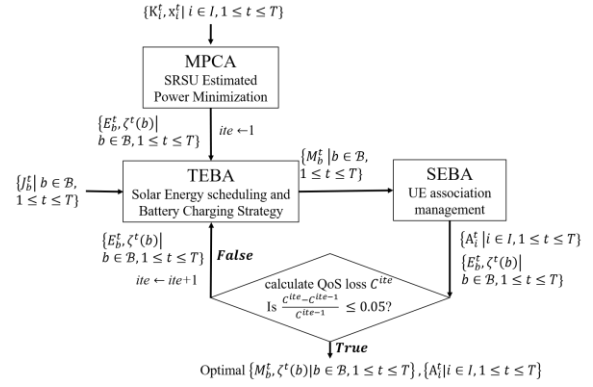 {K_i^t, x_i^t | i ∈ I, 1 ≤ t ≤ T}
MPCA
SRSU Estimated
Power Minimization
{E_b^t, ζ^t(b)|
b ∈ ℬ, 1 ≤ t ≤ T}
ite ←1
{J_b^t | b ∈ ℬ,
1 ≤ t ≤ T}
TEBA
Solar Energy scheduling and
Battery Charging Strategy
{M_b^t | b ∈ ℬ,
1 ≤ t ≤ T}
SEBA
UE association
management
{A_i^t | i ∈ I, 1 ≤ t ≤ T}
{E_b^t, ζ^t(b)|
b ∈ ℬ, 1 ≤ t ≤ T}
{E_b^t, ζ^t(b)|
b ∈ ℬ, 1 ≤ t ≤ T}
ite ← ite+1
False
calculate QoS loss C^{ite}
Is (C^{ite} − C^{ite−1}) / C^{ite−1} ≤ 0.05?
True
Optimal {M_b^t, ζ^t(b)|b ∈ ℬ, 1 ≤ t ≤ T}, {A_i^t | i ∈ I, 1 ≤ t ≤ T}